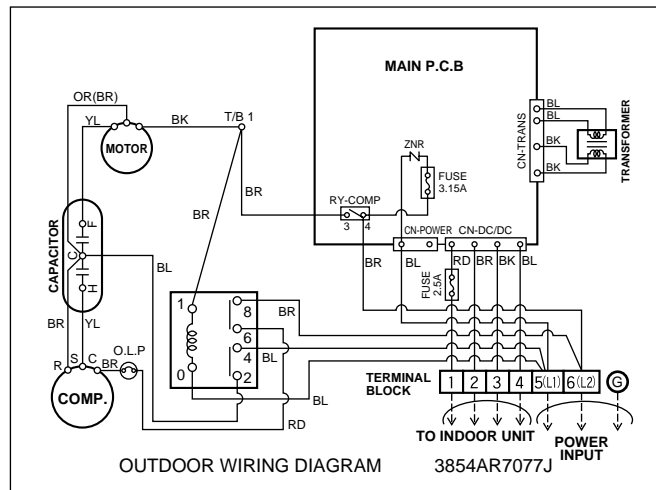 MAIN P.C.B
OR(BR)
YL
BK
T/B 1
MOTOR
ZNR
FUSE
3.15A
BL
BL
BK
BK
CN-TRANS
TRANSFORMER
BR
BR
RY-COMP
3 4
CN-POWER CN-DC/DC
CAPACITOR
F
C
H
BL
BR
BL
RD
BR
BK
BL
FUSE
2.5A
BR
YL
1
8
6
4
0
2
BR
BL
R
S
C
BR
O.L.P
COMP.
BL
RD
TERMINAL
BLOCK
1 2 3 4 5(L1) 6(L2) G
TO INDOOR UNIT
POWER
INPUT
OUTDOOR WIRING DIAGRAM 3854AR7077J